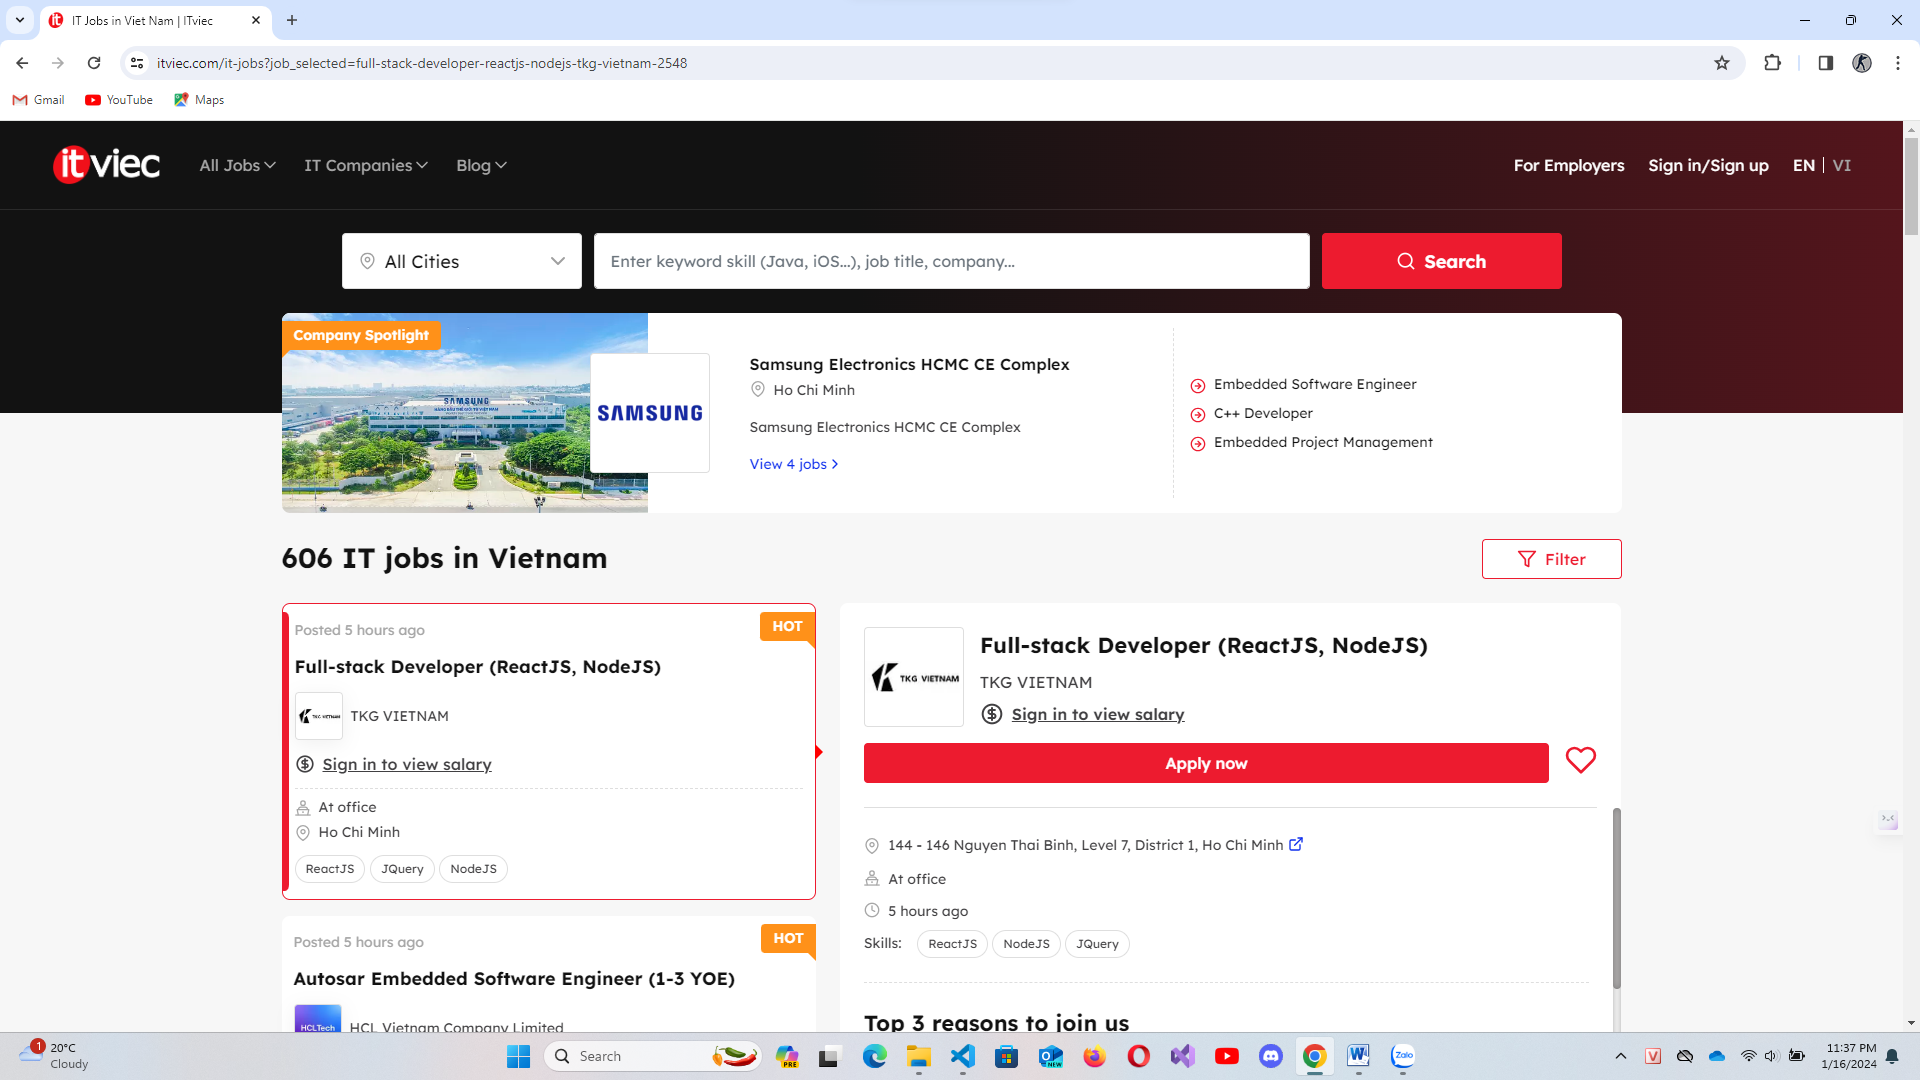 IT Jobs in Viet Nam | ITviec
itviec.com/it-jobs?job_selected=full-stack-developer-reactjs-nodejs-tkg-vietnam-2548
Gmail
YouTube
Maps
itviec
All Jobs
IT Companies
Blog
For Employers
Sign in/Sign up
EN | VI
All Cities
Enter keyword skill (Java, iOS...), job title, company...
Search
Company Spotlight
SAMSUNG
SAMSUNG
Samsung Electronics HCMC CE Complex
Ho Chi Minh
Samsung Electronics HCMC CE Complex
View 4 jobs
Embedded Software Engineer
C++ Developer
Embedded Project Management
606 IT jobs in Vietnam
Filter
Posted 5 hours ago
HOT
Full-stack Developer (ReactJS, NodeJS)
TKG VIETNAM
TKG VIETNAM
Sign in to view salary
At office
Ho Chi Minh
ReactJS
JQuery
NodeJS
Posted 5 hours ago
HOT
Autosar Embedded Software Engineer (1-3 YOE)
HCLTech
HCL Vietnam Company Limited
TKG VIETNAM
Full-stack Developer (ReactJS, NodeJS)
TKG VIETNAM
Sign in to view salary
Apply now
144 - 146 Nguyen Thai Binh, Level 7, District 1, Ho Chi Minh
At office
5 hours ago
Skills:
ReactJS
NodeJS
JQuery
Top 3 reasons to join us
1
20°C
Cloudy
Search
PRE
NEW
Zalo
V
11:37 PM
1/16/2024